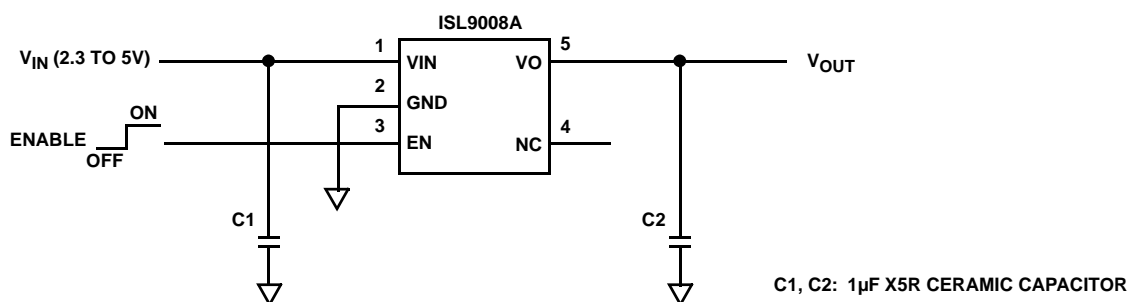 ISL9008A
VIN (2.3 TO 5V)
1
VIN
VO
5
VOUT
2
GND
ON
ENABLE
OFF
3
EN
NC
4
C1
C2
C1, C2: 1µF X5R CERAMIC CAPACITOR